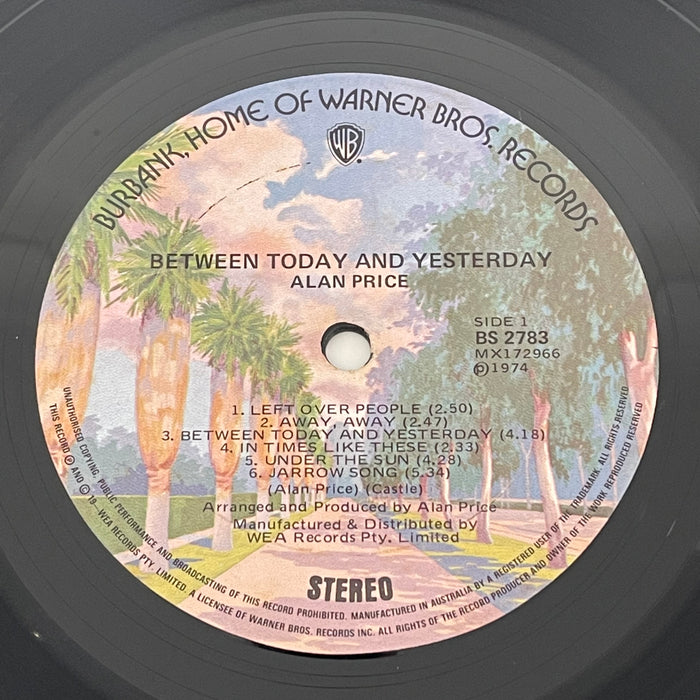 BURBANK, HOME OF WARNER BROS. RECORDS
WB
BETWEEN TODAY AND YESTERDAY
ALAN PRICE
SIDE 1
BS 2783
MX172966
Ⓟ1974
1. LEFT OVER PEOPLE (2.50)
2. AWAY, AWAY (2.47)
3. BETWEEN TODAY AND YESTERDAY (4.18)
4. IN TIMES LIKE THESE (2.33)
5. UNDER THE SUN (4.28)
6. JARROW SONG (5.34)
(Alan Price) (Castle)
Arranged and Produced by Alan Price
Manufactured & Distributed by
WEA Records Pty. Limited
STEREO
UNAUTHORISED COPYING, PUBLIC PERFORMANCE AND BROADCASTING OF THIS RECORD PROHIBITED. MANUFACTURED IN AUSTRALIA BY A REGISTERED USER OF THE TRADEMARK. ALL RIGHTS RESERVED
THIS RECORD Ⓟ AND © 19—WEA RECORDS PTY. LIMITED. A LICENSEE OF WARNER BROS. RECORDS INC. ALL RIGHTS OF THE RECORD PRODUCER AND OWNER OF THE WORK REPRODUCED RESERVED